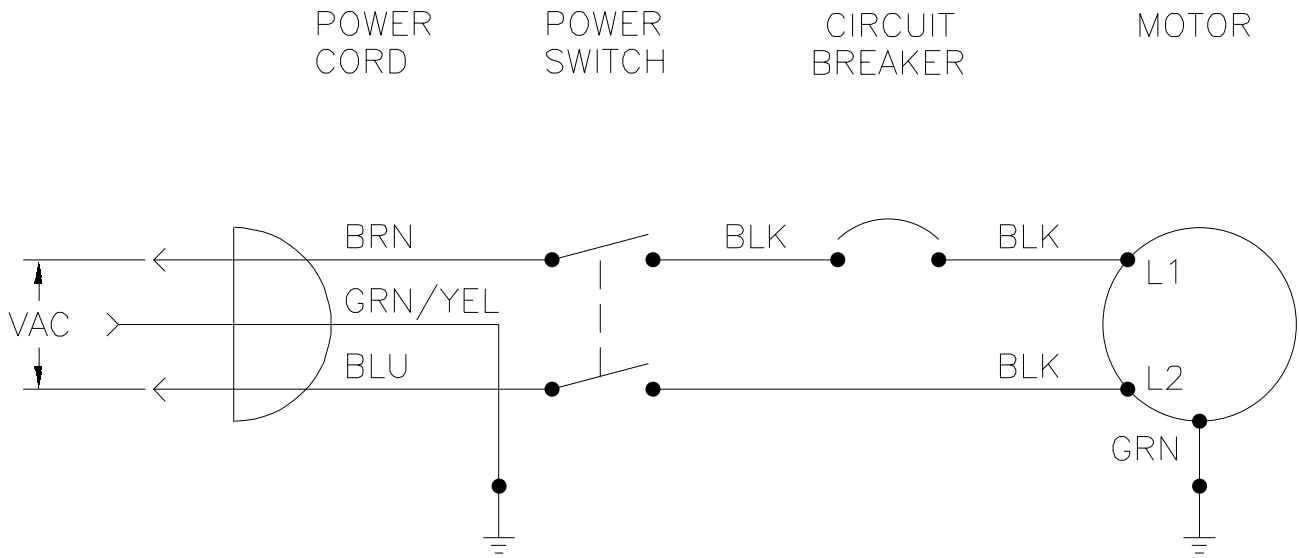 POWER
CORD
POWER
SWITCH
CIRCUIT
BREAKER
MOTOR
BRN
BLK
BLK
L1
GRN/YEL
VAC
BLU
BLK
L2
GRN